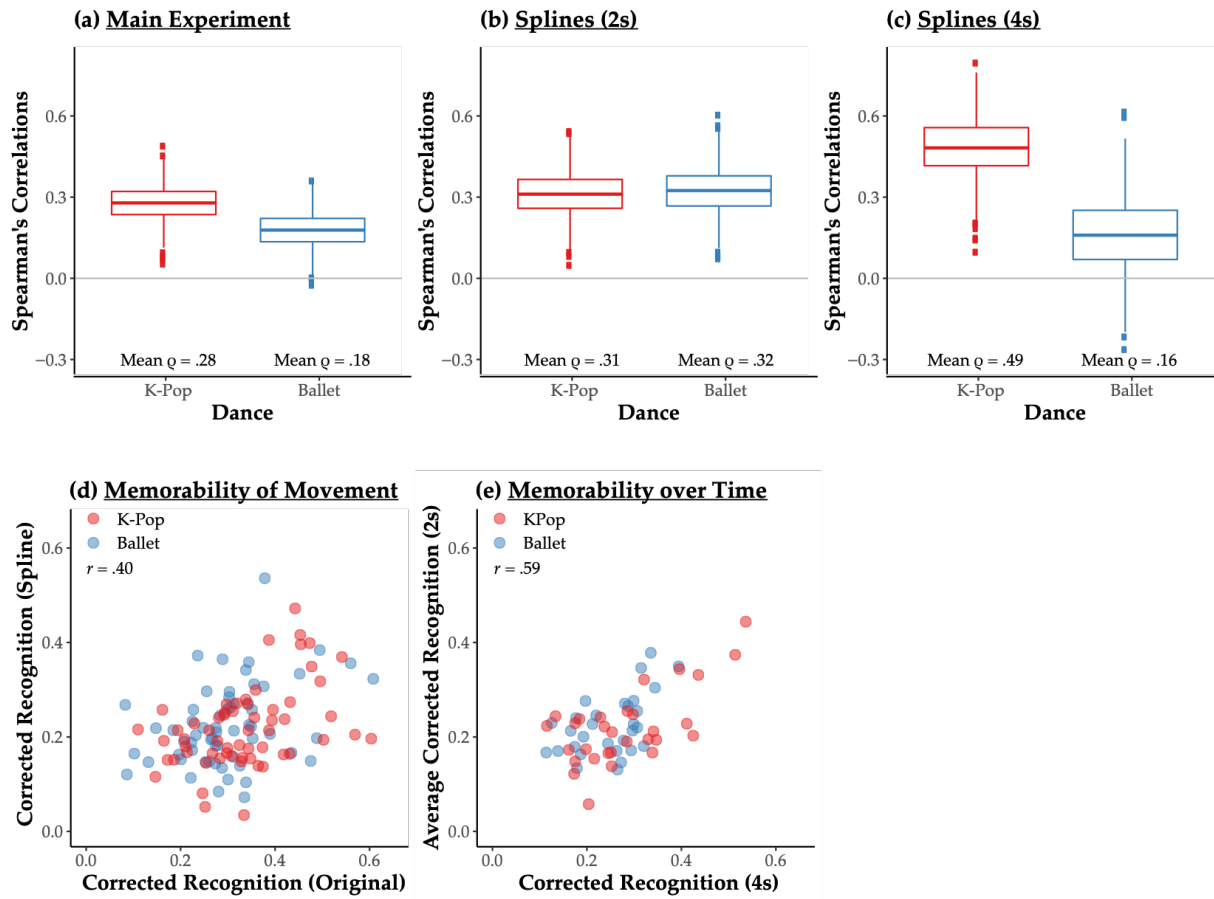 (a) Main Experiment
Spearman's Correlations
0.6
0.3
0.0
−0.3
Mean ρ = .28
Mean ρ = .18
K-Pop
Ballet
Dance
(b) Splines (2s)
Spearman's Correlations
0.6
0.3
0.0
−0.3
Mean ρ = .31
Mean ρ = .32
K-Pop
Ballet
Dance
(c) Splines (4s)
Spearman's Correlations
0.6
0.3
0.0
−0.3
Mean ρ = .49
Mean ρ = .16
K-Pop
Ballet
Dance
(d) Memorability of Movement
K-Pop
Ballet
r = .40
Corrected Recognition (Spline)
0.6
0.4
0.2
0.0
0.0
0.2
0.4
0.6
Corrected Recognition (Original)
(e) Memorability over Time
KPop
Ballet
r = .59
Average Corrected Recognition (2s)
0.6
0.4
0.2
0.0
0.0
0.2
0.4
0.6
Corrected Recognition (4s)